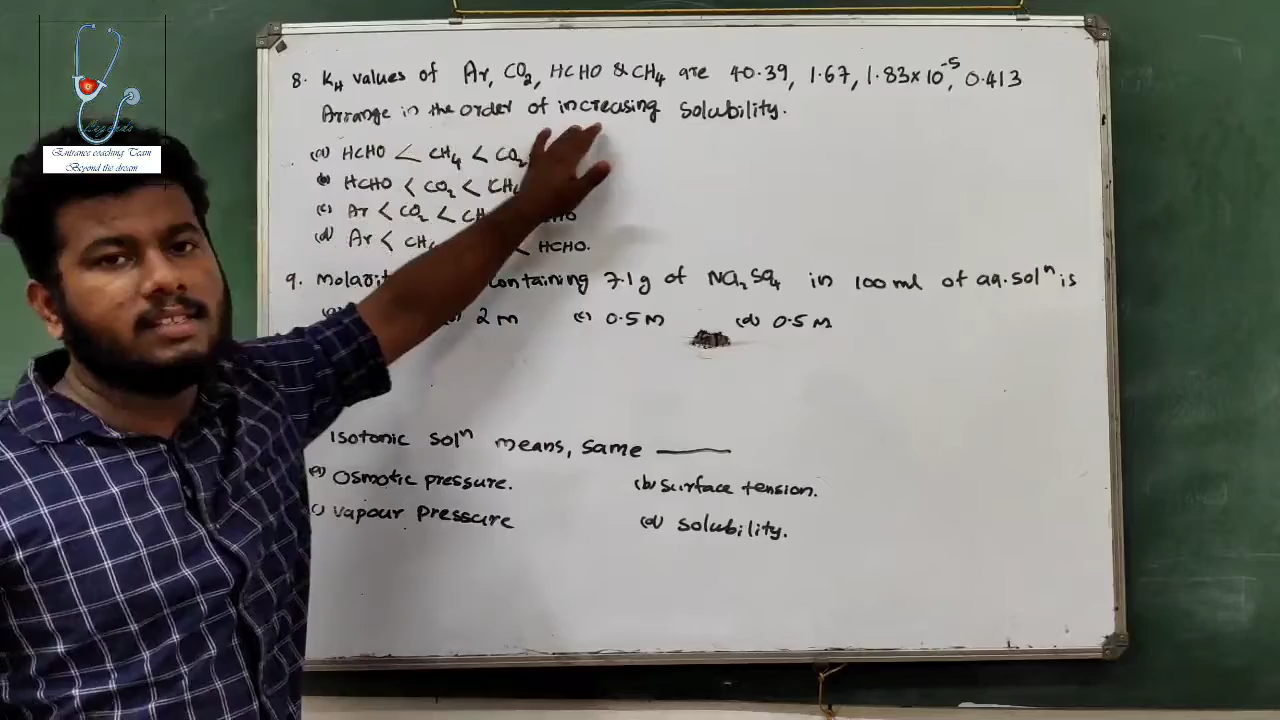 Legends
Entrance coaching Team
Beyond the dream
8. KH values of Ar, CO2, HCHO & CH4 are 40.39, 1.67, 1.83×10^-5, 0.413
Arrange in the order of increasing solubility.
(a) HCHO < CH4 < CO2
(b) HCHO < CO2 < CH4
(c) Ar < CO2 < CH
(d) Ar < CH4 < HCHO.
9. containing 7.1g of Na2SO4 in 100ml of aq.solⁿ is
2 m (c) 0.5M (d) 0.5 M
Isotonic solⁿ means, same
(a) Osmotic pressure. (b) surface tension.
(c) vapour pressure (d) solubility.